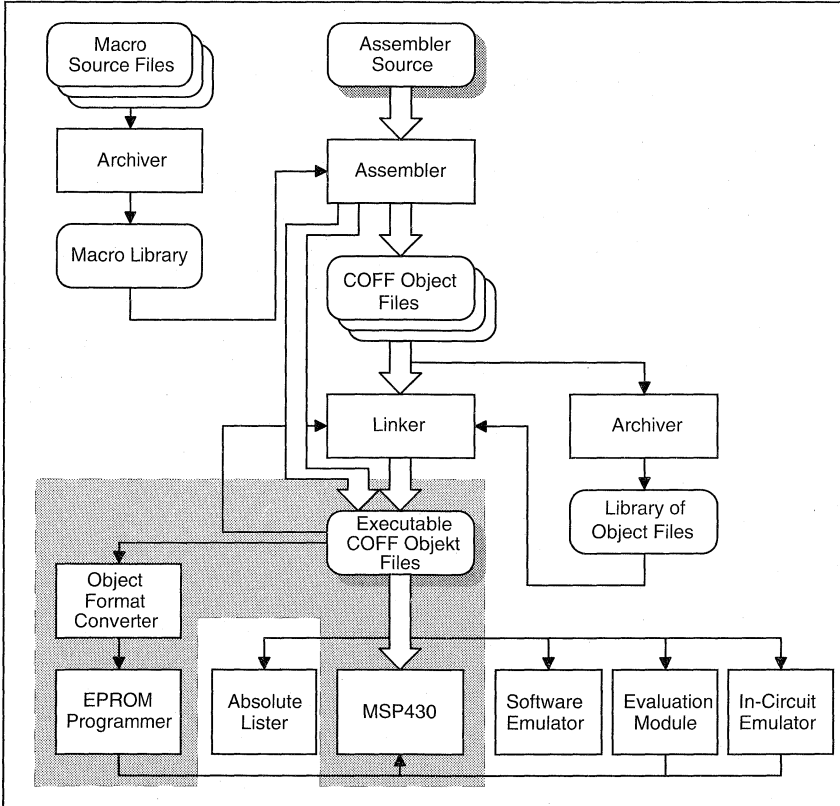 Macro
Source Files
Assembler
Source
Archiver
Assembler
Macro Library
COFF Object
Files
Linker
Archiver
Executable
COFF Objekt
Files
Library of
Object Files
Object
Format
Converter
EPROM
Programmer
Absolute
Lister
MSP430
Software
Emulator
Evaluation
Module
In-Circuit
Emulator